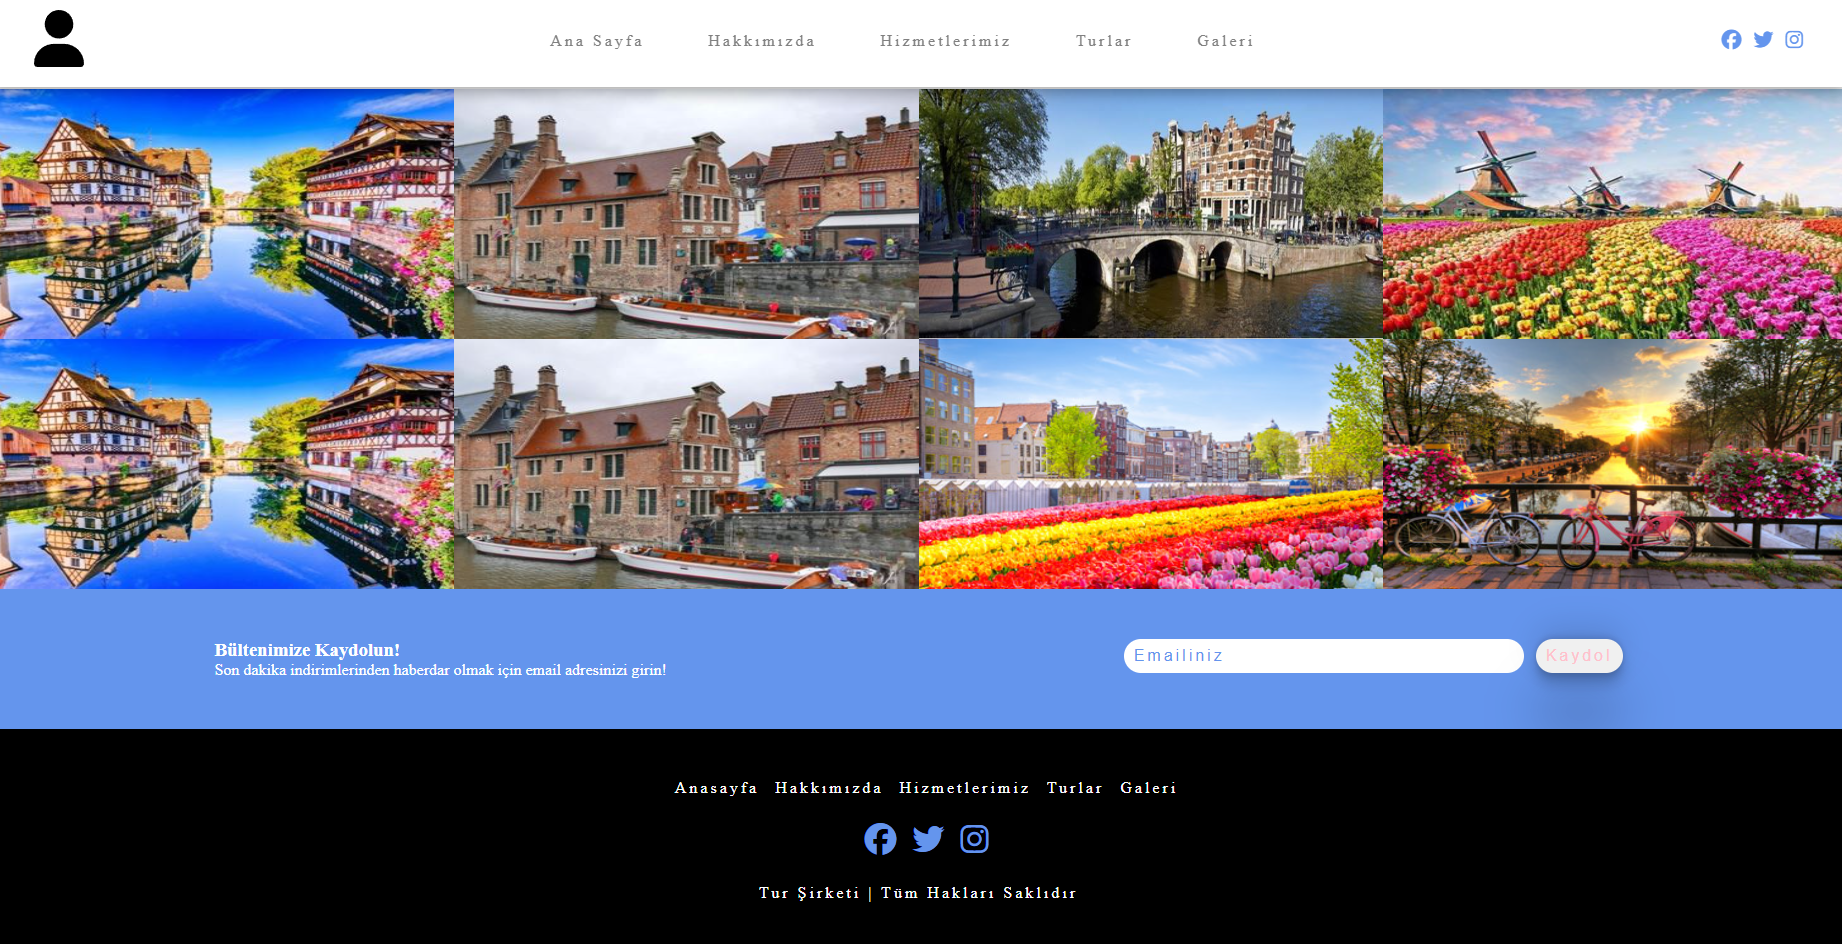 Ana Sayfa Hakkımızda Hizmetlerimiz Turlar Galeri
Bültenimize Kaydolun!
Son dakika indirimlerinden haberdar olmak için email adresinizi girin!
Emailiniz Kaydol
Anasayfa Hakkımızda Hizmetlerimiz Turlar Galeri
Tur Şirketi | Tüm Hakları Saklıdır